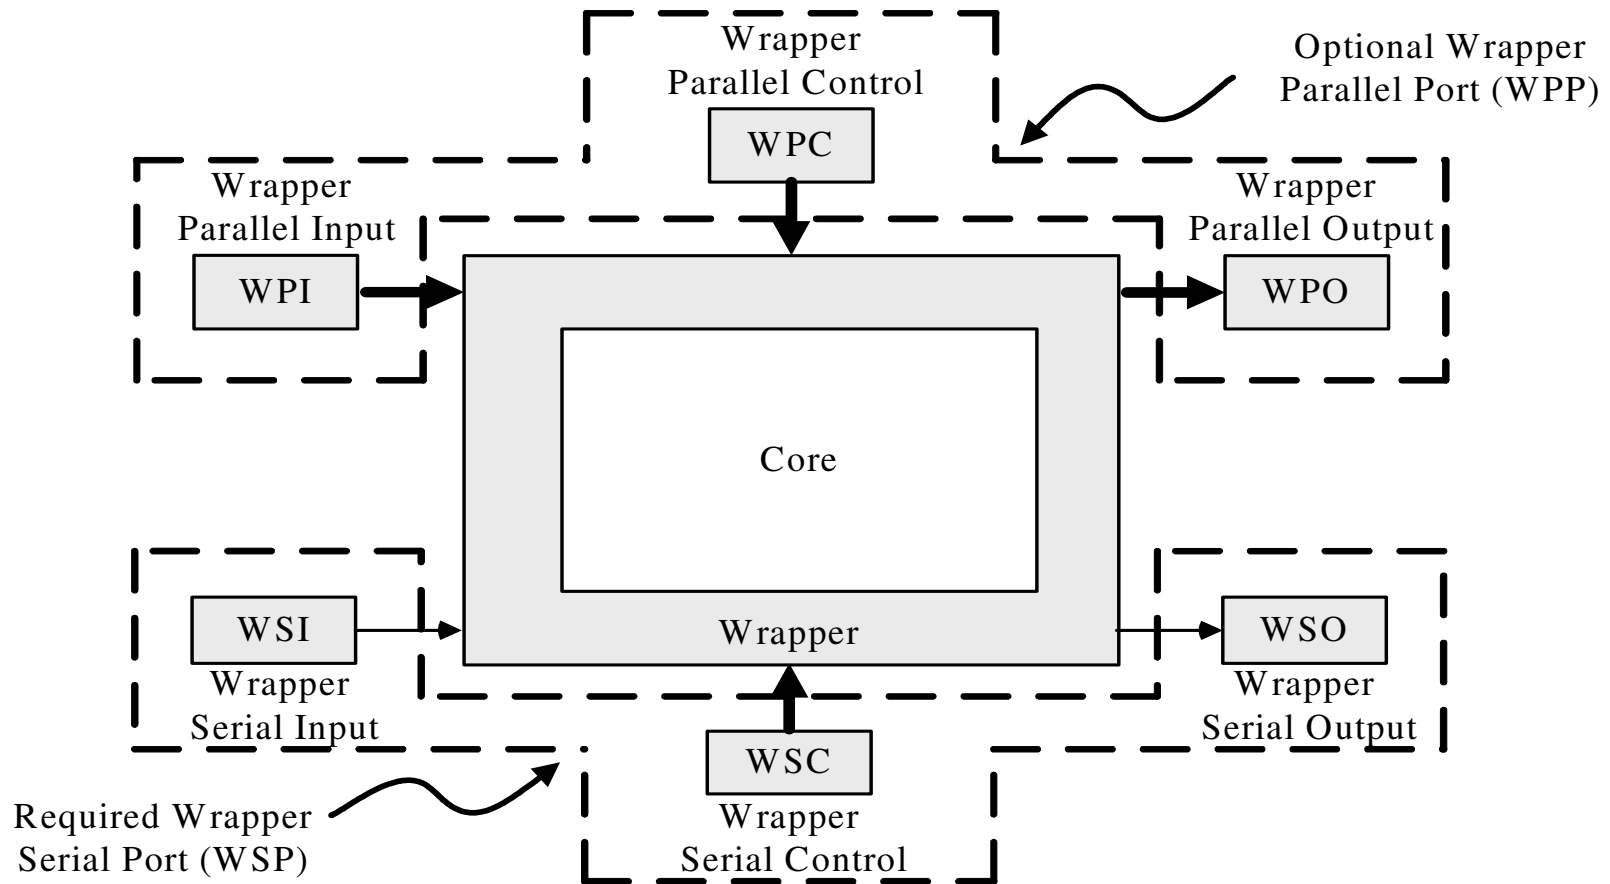 Wrapper
Parallel Control
WPC
Optional Wrapper
Parallel Port (WPP)
Wrapper
Parallel Input
WPI
Wrapper
Parallel Output
WPO
Core
Wrapper
WSI
Wrapper
Serial Input
WSO
Wrapper
Serial Output
WSC
Wrapper
Serial Control
Required Wrapper
Serial Port (WSP)